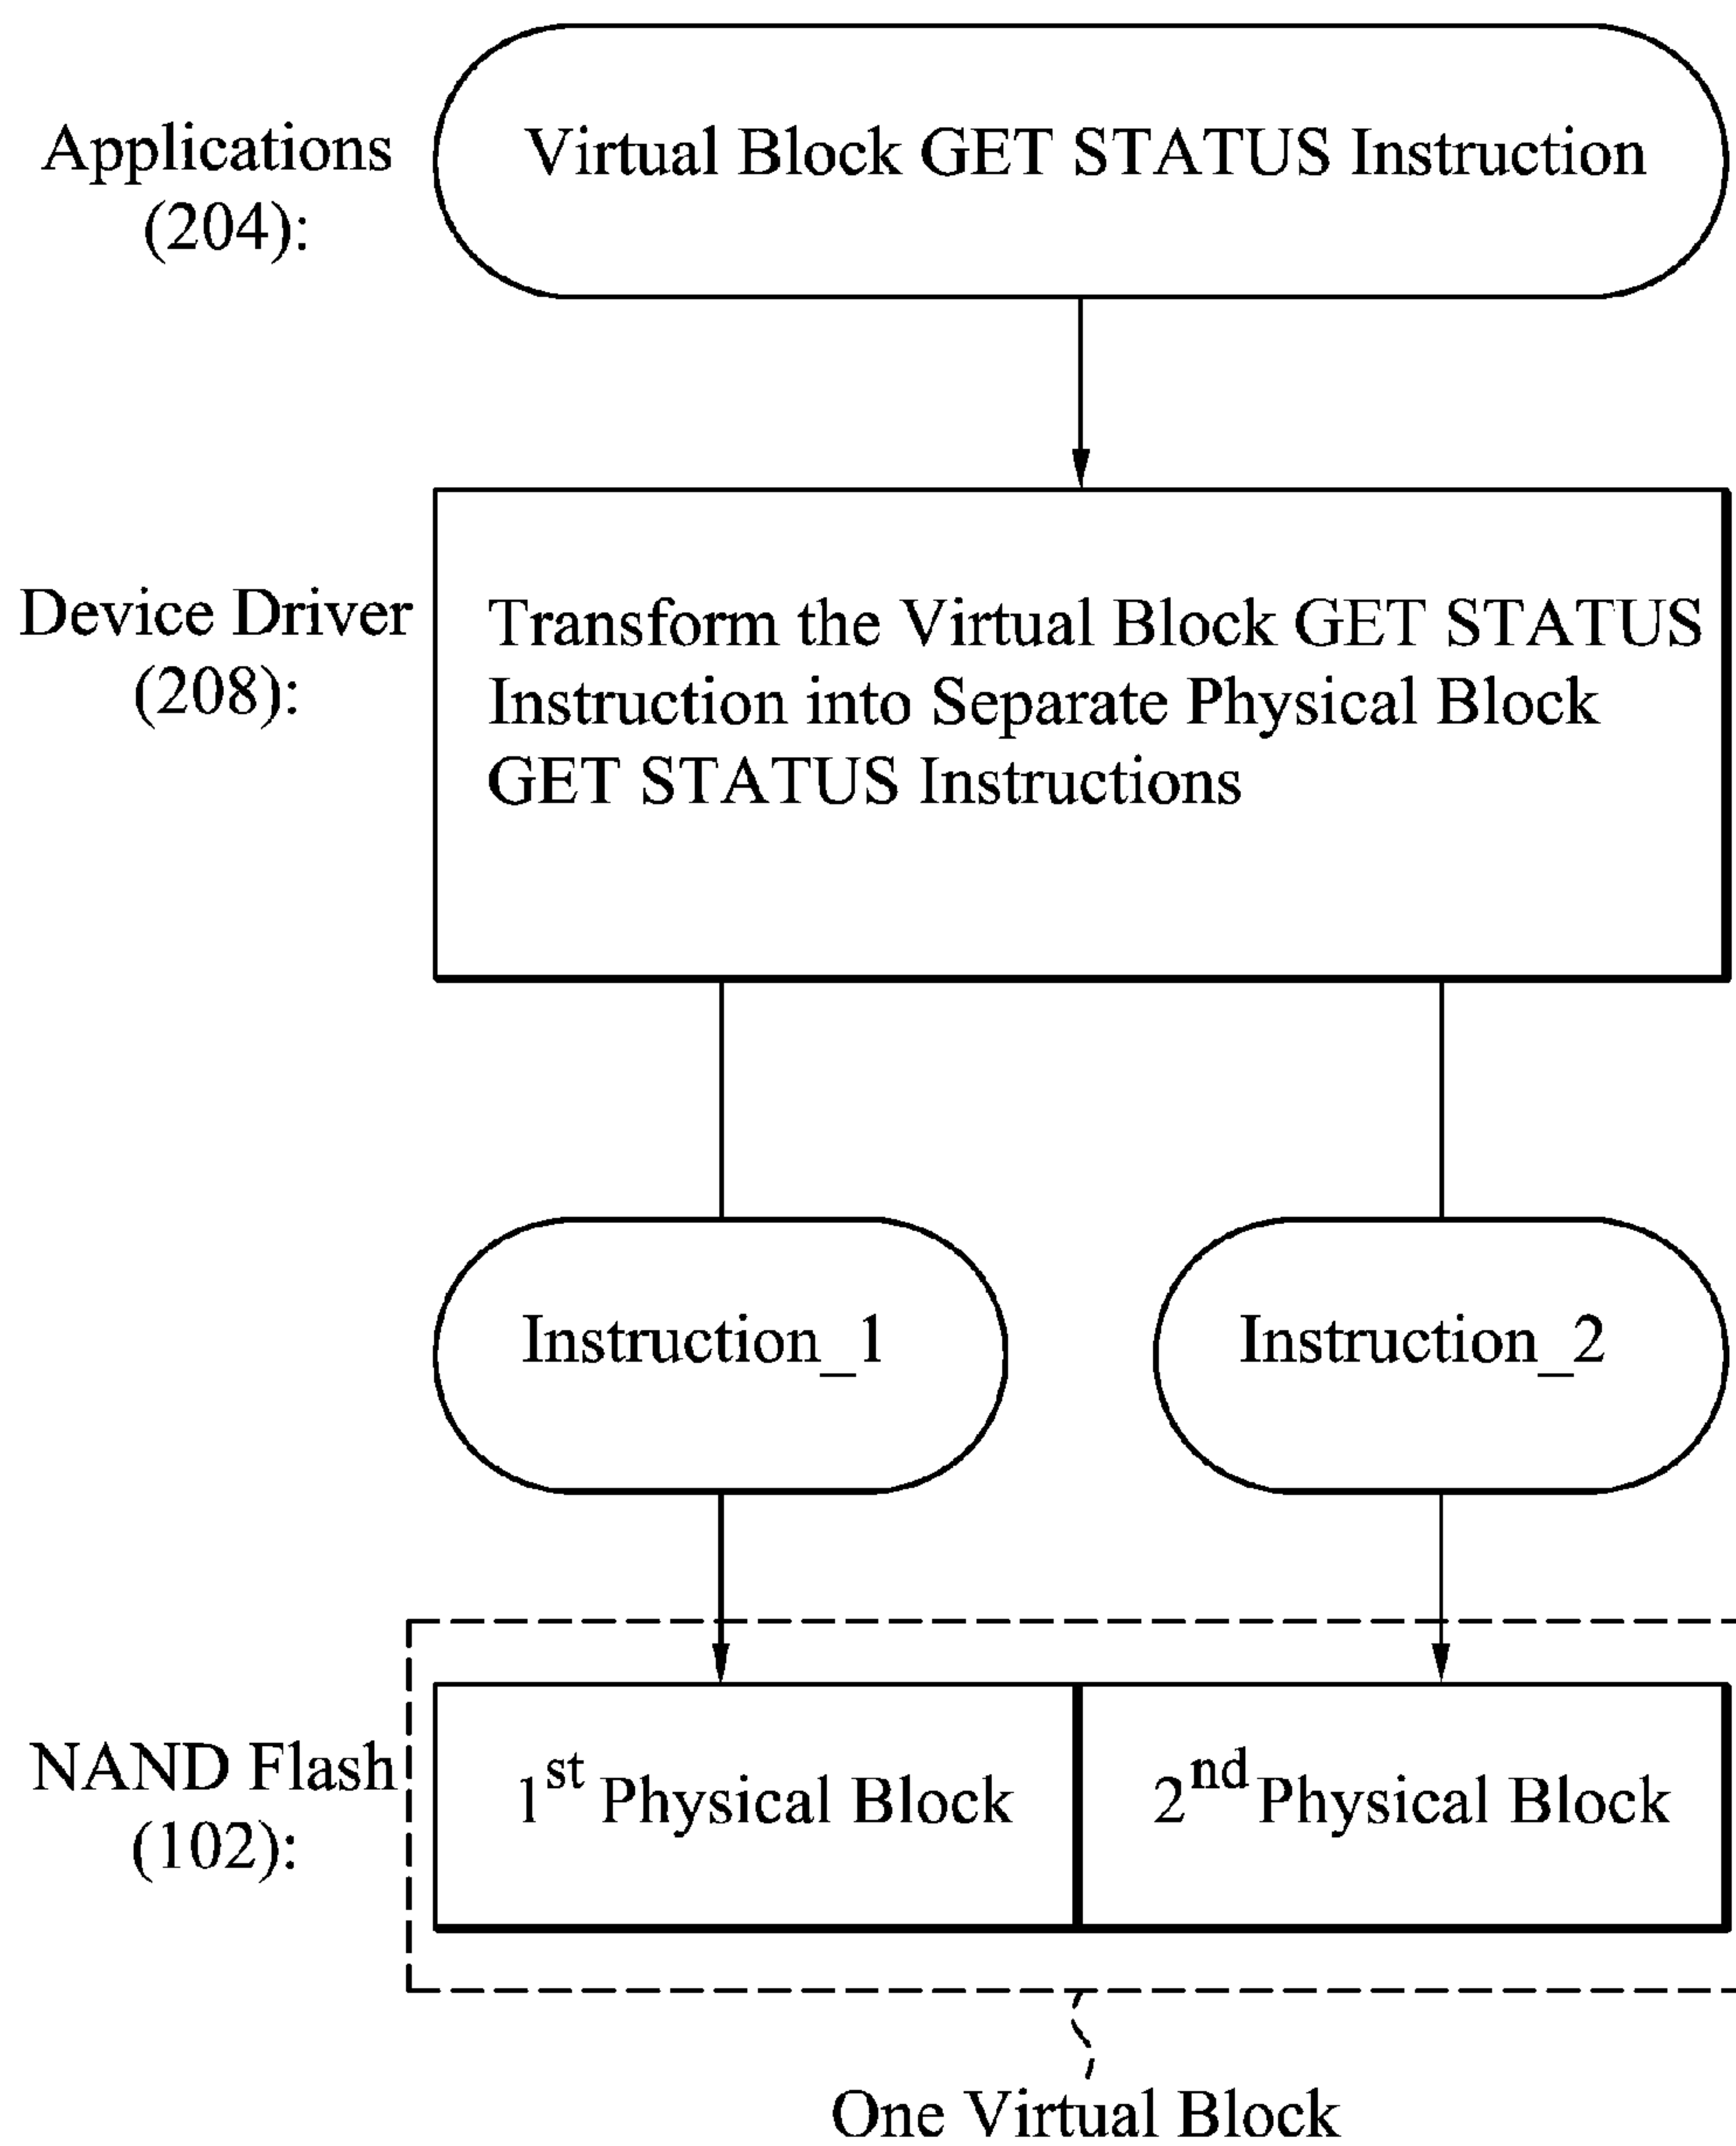 Applications
(204):
Virtual Block GET STATUS Instruction
Device Driver
(208):
Transform the Virtual Block GET STATUS
Instruction into Separate Physical Block
GET STATUS Instructions
Instruction_1
Instruction_2
NAND Flash
(102):
1st Physical Block
2nd Physical Block
One Virtual Block